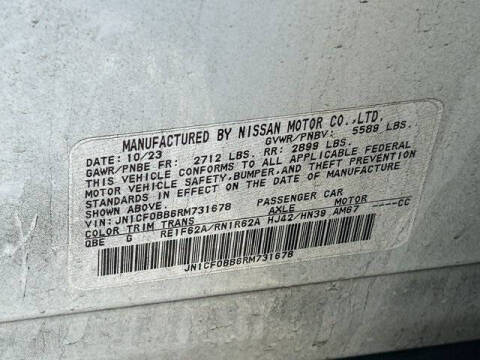 MANUFACTURED BY NISSAN MOTOR CO.,LTD.
DATE: 10/23 GVWR/PNBV: 5589 LBS.
GAWR/PNBE FR: 2712 LBS. RR: 2899 LBS.
THIS VEHICLE CONFORMS TO ALL APPLICABLE FEDERAL
MOTOR VEHICLE SAFETY,BUMPER,AND THEFT PREVENTION
STANDARDS IN EFFECT ON THE DATE OF MANUFACTURE
SHOWN ABOVE.
VIN: JN1CF0BB6RM731678 PASSENGER CAR
COLOR TRIM TRANS AXLE MOTOR
QBE G RE1F62A/RN1R62A HJ42/HN30 AM67 ----CC
JN1CF0BB6RM731678